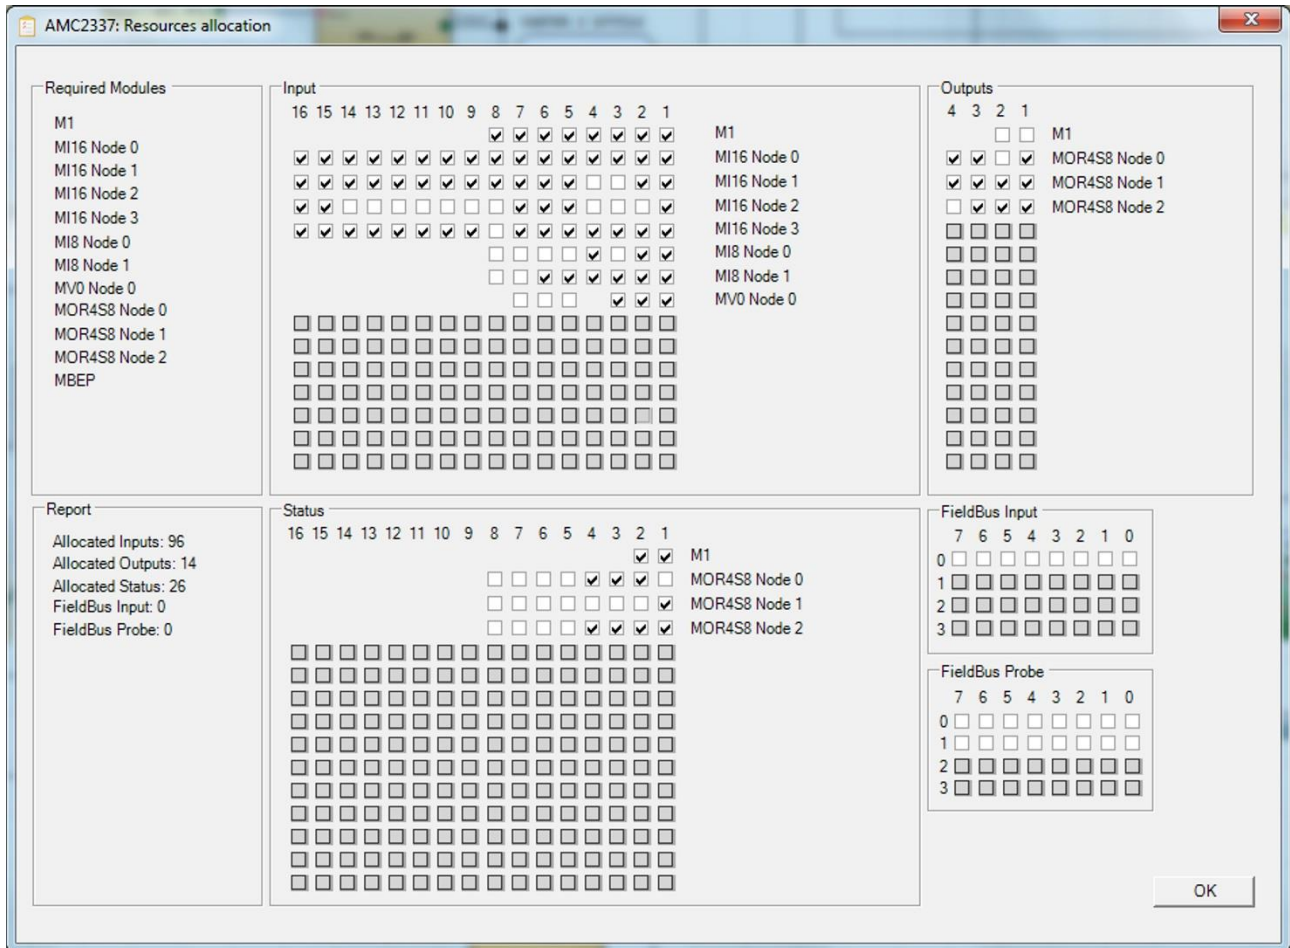 AMC2337: Resources allocation
Required Modules
M1
MI16 Node 0
MI16 Node 1
MI16 Node 2
MI16 Node 3
MI8 Node 0
MI8 Node 1
MV0 Node 0
MOR4S8 Node 0
MOR4S8 Node 1
MOR4S8 Node 2
MBEP
Input
16 15 14 13 12 11 10 9 8 7 6 5 4 3 2 1
M1
MI16 Node 0
MI16 Node 1
MI16 Node 2
MI16 Node 3
MI8 Node 0
MI8 Node 1
MV0 Node 0
Outputs
4 3 2 1
M1
MOR4S8 Node 0
MOR4S8 Node 1
MOR4S8 Node 2
Report
Allocated Inputs: 96
Allocated Outputs: 14
Allocated Status: 26
FieldBus Input: 0
FieldBus Probe: 0
Status
16 15 14 13 12 11 10 9 8 7 6 5 4 3 2 1
M1
MOR4S8 Node 0
MOR4S8 Node 1
MOR4S8 Node 2
FieldBus Input
7 6 5 4 3 2 1 0
0
1
2
3
FieldBus Probe
7 6 5 4 3 2 1 0
0
1
2
3
OK